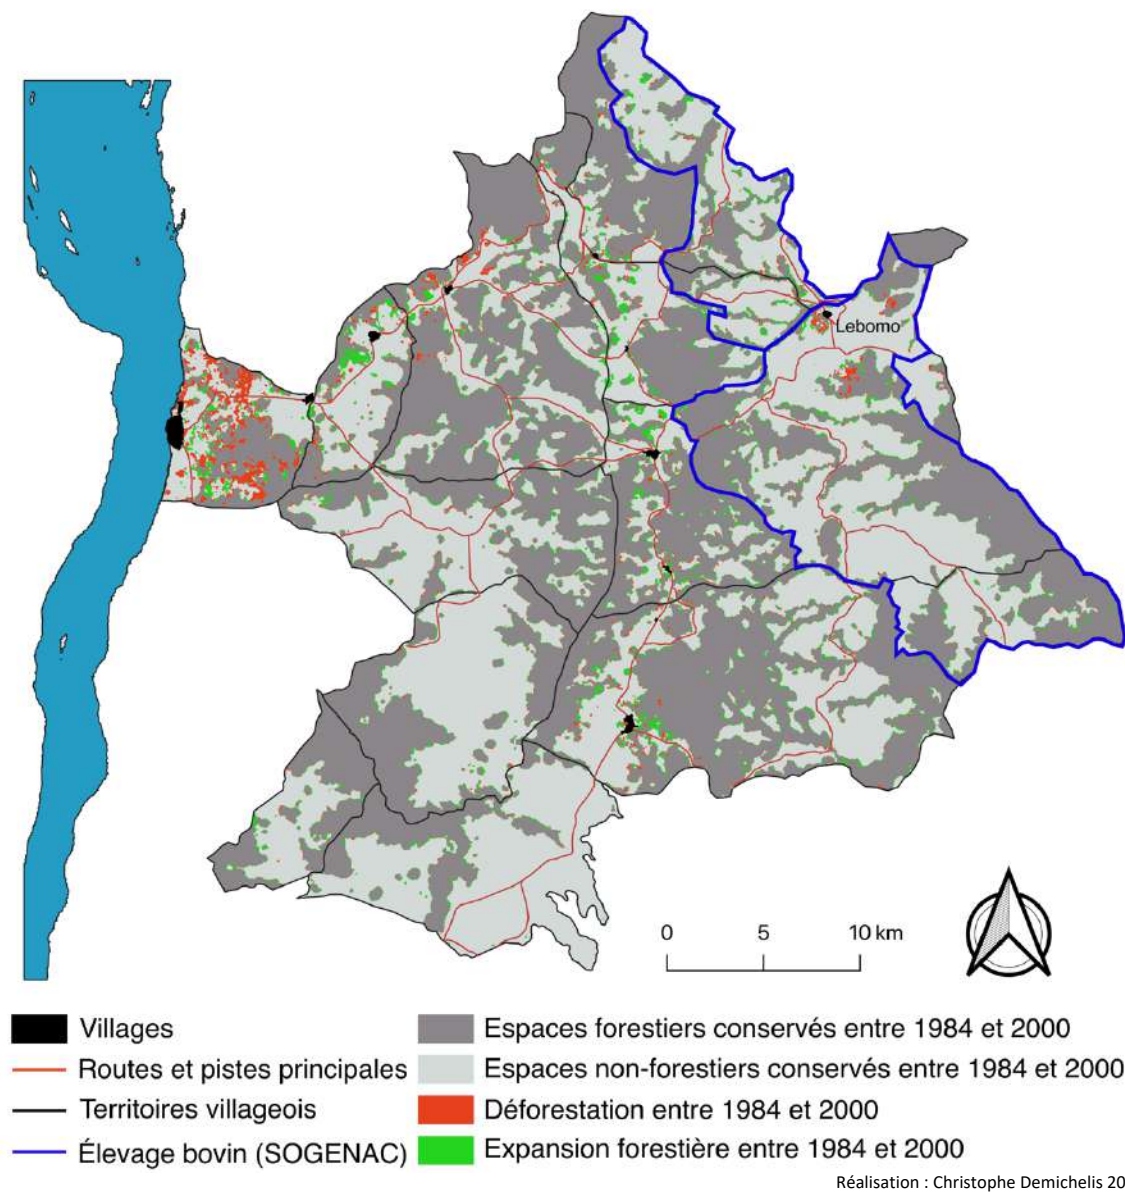 Lebomo
0 5 10 km
Villages
Routes et pistes principales
Territoires villageois
Élevage bovin (SOGENAC)
Espaces forestiers conservés entre 1984 et 2000
Espaces non-forestiers conservés entre 1984 et 2000
Déforestation entre 1984 et 2000
Expansion forestière entre 1984 et 2000
Réalisation : Christophe Demichelis 20